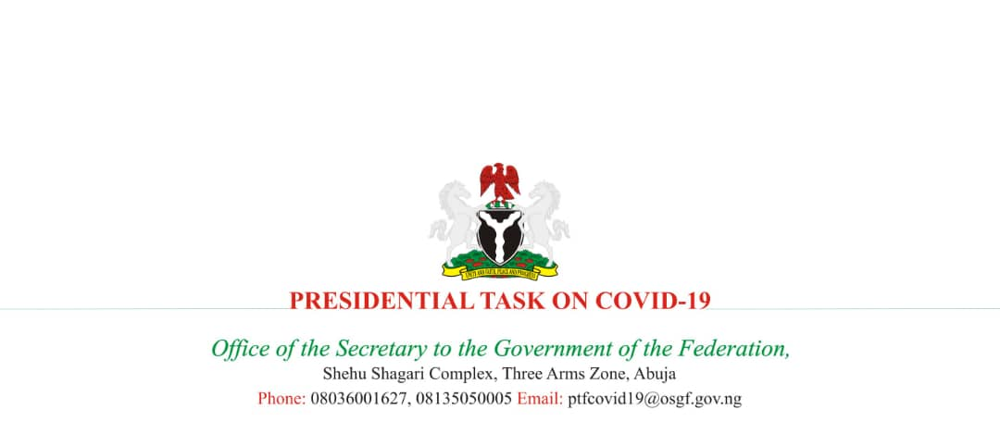 UNITY AND FAITH, PEACE AND PROGRESS
PRESIDENTIAL TASK ON COVID-19
Office of the Secretary to the Government of the Federation,
Shehu Shagari Complex, Three Arms Zone, Abuja
Phone: 08036001627, 08135050005 Email: ptfcovid19@osgf.gov.ng